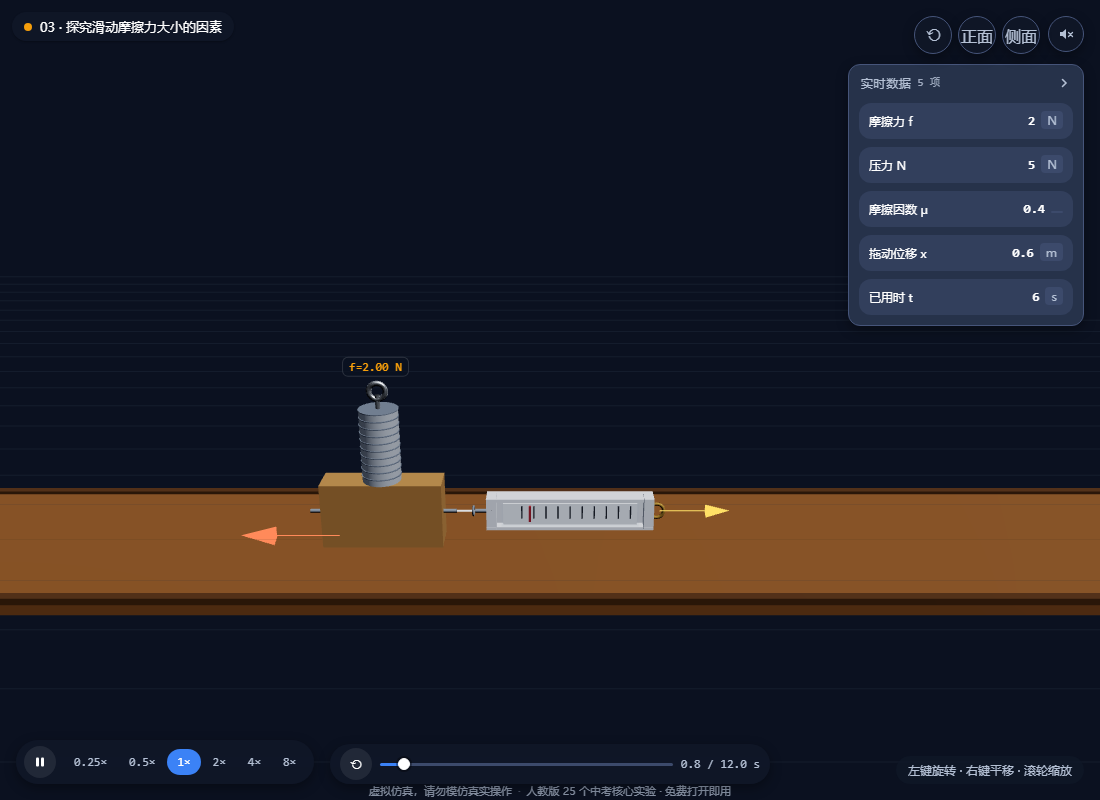 03 · 探究滑动摩擦力大小的因素
正面
侧面
实时数据 5 项
摩擦力 f 2 N
压力 N 5 N
摩擦因数 μ 0.4 —
拖动位移 x 0.6 m
已用时 t 6 s
f=2.00 N
0.25× 0.5× 1× 2× 4× 8×
0.8 / 12.0 s
左键旋转 · 右键平移 · 滚轮缩放
虚拟仿真，请勿模仿真实操作 · 人教版 25 个中考核心实验 · 免费打开即用